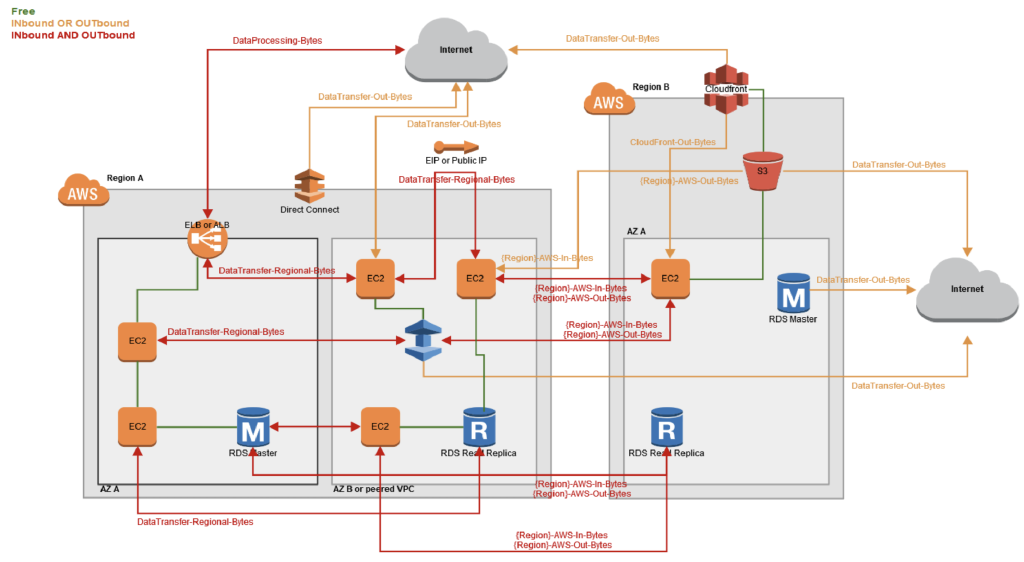 Free
INbound OR OUTbound
INbound AND OUTbound
DataProcessing-Bytes
Internet
DataTransfer-Out-Bytes
Cloudfront
Region B
AWS
DataTransfer-Out-Bytes
DataTransfer-Out-Bytes
CloudFront-Out-Bytes
EIP or Public IP
DataTransfer-Regional-Bytes
{Region}-AWS-Out-Bytes
S3
DataTransfer-Out-Bytes
Region A
AWS
Direct Connect
ELB or ALB
AZ A
{Region}-AWS-In-Bytes
DataTransfer-Regional-Bytes
EC2
EC2
EC2
{Region}-AWS-In-Bytes
{Region}-AWS-Out-Bytes
DataTransfer-Out-Bytes
M
RDS Master
Internet
DataTransfer-Regional-Bytes
EC2
{Region}-AWS-In-Bytes
{Region}-AWS-Out-Bytes
DataTransfer-Out-Bytes
EC2
M
RDS Master
EC2
R
RDS Read Replica
R
RDS Read Replica
AZ A
AZ B or peered VPC
{Region}-AWS-In-Bytes
{Region}-AWS-Out-Bytes
DataTransfer-Regional-Bytes
{Region}-AWS-In-Bytes
{Region}-AWS-Out-Bytes